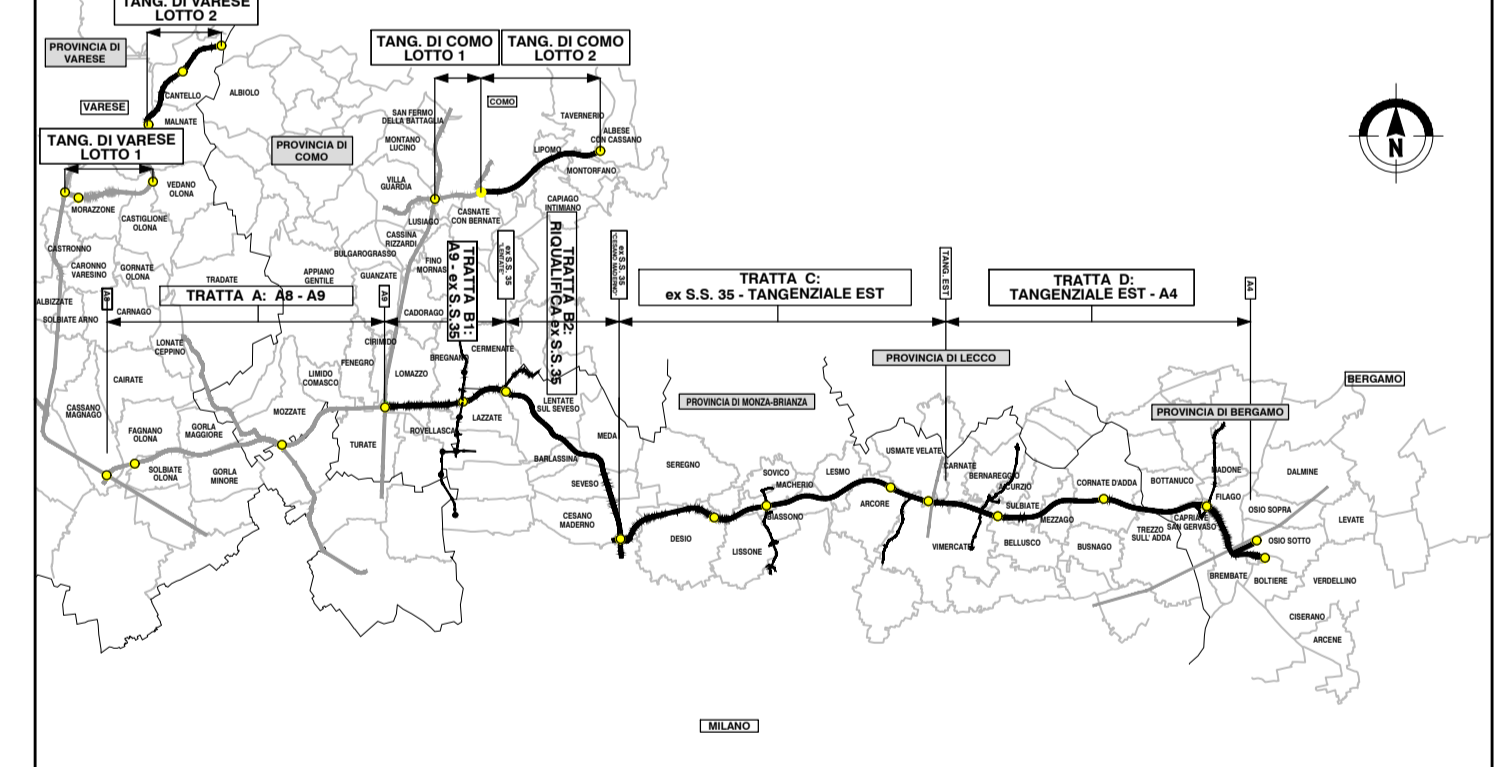 TANG. DI VARESE
LOTTO 2
PROVINCIA DI
VARESE
TANG. DI COMO
LOTTO 1
TANG. DI COMO
LOTTO 2
CANTELLO
ALBIOLO
VARESE
COMO
MALNATE
SAN FERMO
DELLA BATTAGLIA
TAVERNERIO
ALBESE
CON CASSANO
TANG. DI VARESE
LOTTO 1
PROVINCIA DI
COMO
MONTANO
LUCINO
LIPOMO
MONTORFANO
N
VEDANO
OLONA
VILLA
GUARDIA
MORAZZONE
CASTIGLIONE
OLONA
LUSIAGO
CASNATE
CON BERNATE
CAPIAGO
INTIMIANO
CASSINA
RIZZARDI
CASTRONNO
BULGAROGRASSO
CARONNO
VARESINO
GORNATE
OLONA
TRADATE
APPIANO
GENTILE
GUANZATE
FINO
MORNAS
TRATTA B1:
A9 - ex S.S.35
ex S.S. 35
"LENTATE"
TRATTA B2:
RIQUALIFICA ex S.S.35
ex S.S. 35
"CESANO MADERNO"
TRATTA C:
ex S.S. 35 - TANGENZIALE EST
TANG.EST
TRATTA D:
TANGENZIALE EST - A4
A4
ALBIZZATE
A8
TRATTA A: A8 - A9
A9
SOLBIATE ARNO
CARNAGO
CADORAGO
LONATE
CEPPINO
CIRIMIDO
FENEGRO
BREGNANO
CERMENATE
PROVINCIA DI LECCO
CAIRATE
LIMIDO
COMASCO
LOMAZZO
BERGAMO
CASSANO
MAGNAGO
MOZZATE
LAZZATE
LENTATE
SUL SEVESO
PROVINCIA DI MONZA-BRIANZA
PROVINCIA DI BERGAMO
FAGNANO
OLONA
GORLA
MAGGIORE
TURATE
ROVELLASCA
MEDA
SOLBIATE
OLONA
GORLA
MINORE
BARLASSINA
SEREGNO
SOVICO
MACHERIO
LESMO
USMATE VELATE
CARNATE
BERNAREGGIO
AICURZIO
CORNATE D'ADDA
BOTTANUCO
MADONE
DALMINE
SEVESO
FILAGO
CESANO
MADERNO
BIASSONO
ARCORE
SULBIATE
MEZZAGO
CAPRIATE
SAN GERVASO
OSIO SOPRA
LEVATE
DESIO
LISSONE
VIMERCATE
BELLUSCO
BUSNAGO
TREZZO
SULL' ADDA
OSIO SOTTO
BREMBATE
BOLTIERE
VERDELLINO
CISERANO
ARCENE
MILANO